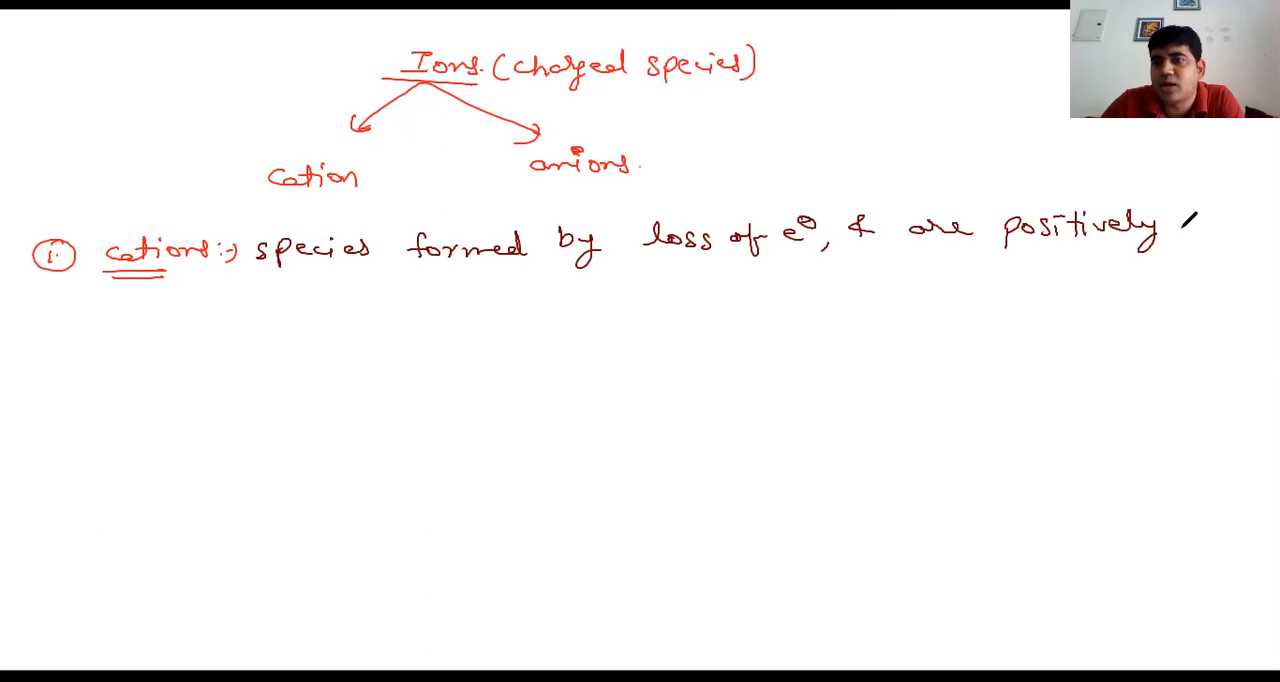 Ions. (charged species)
cation
anions.
1. cations :-> species formed by loss of e⊖, & are positively